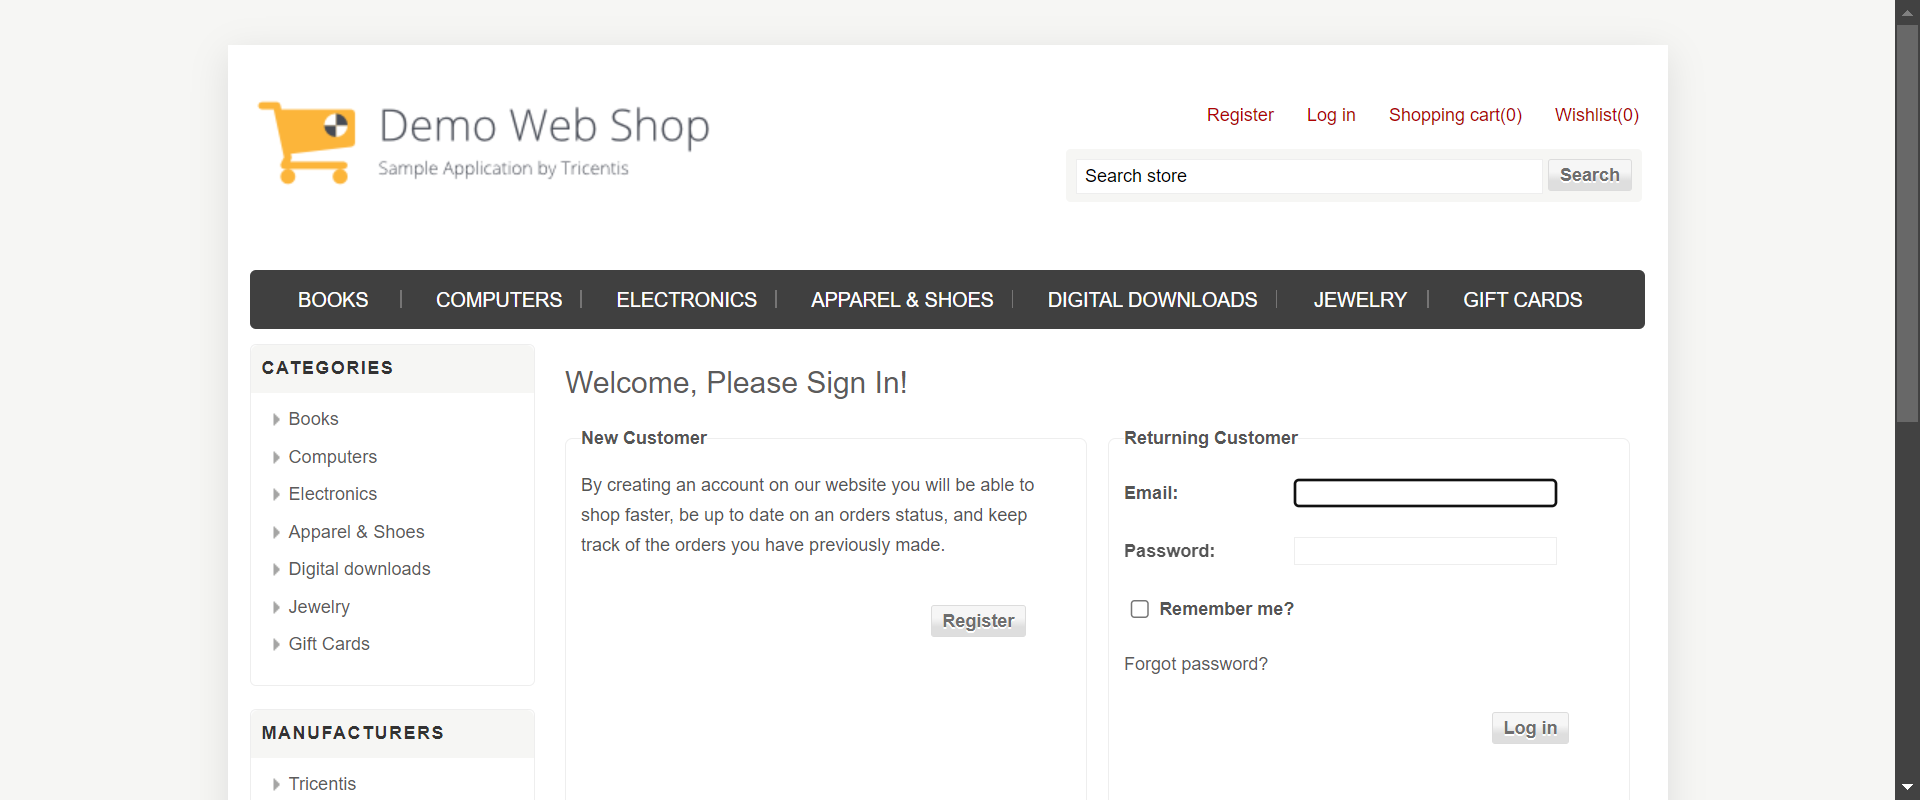 Demo Web Shop
Sample Application by Tricentis
Register Log in Shopping cart(0) Wishlist(0)
Search store Search
BOOKS COMPUTERS ELECTRONICS APPAREL & SHOES DIGITAL DOWNLOADS JEWELRY GIFT CARDS
CATEGORIES
Books
Computers
Electronics
Apparel & Shoes
Digital downloads
Jewelry
Gift Cards
MANUFACTURERS
Tricentis
Welcome, Please Sign In!
New Customer
By creating an account on our website you will be able to
shop faster, be up to date on an orders status, and keep
track of the orders you have previously made.
Register
Returning Customer
Email:
Password:
Remember me?
Forgot password?
Log in